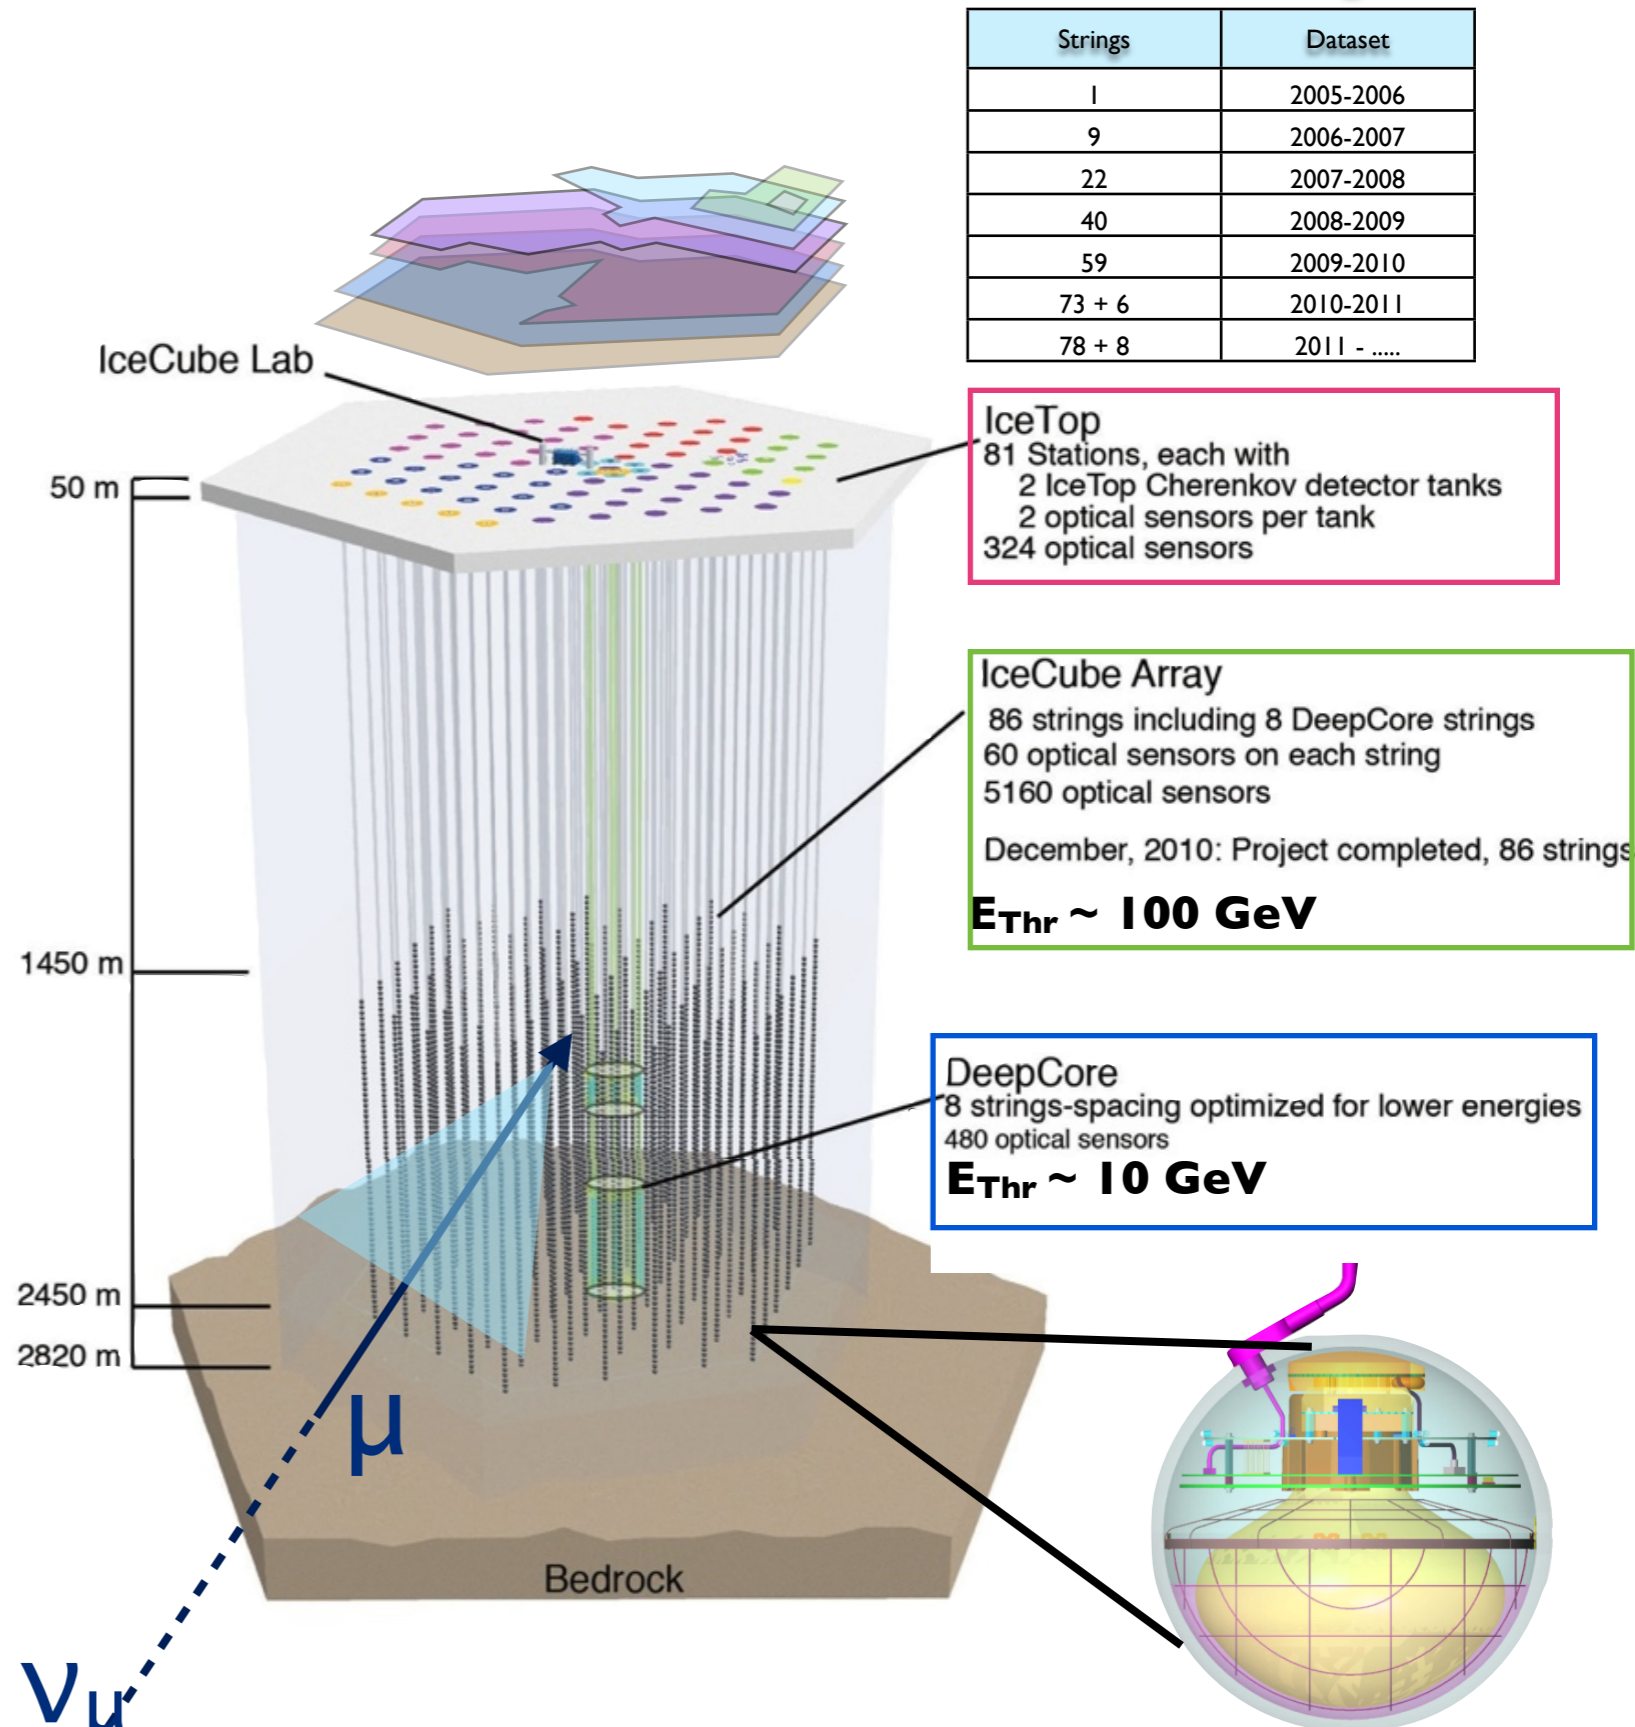 Strings Dataset
1 2005-2006
9 2006-2007
22 2007-2008
40 2008-2009
59 2009-2010
73 + 6 2010-2011
78 + 8 2011 - .....
IceCube Lab
50 m
1450 m
2450 m
2820 m
IceTop
81 Stations, each with
2 IceTop Cherenkov detector tanks
2 optical sensors per tank
324 optical sensors
IceCube Array
86 strings including 8 DeepCore strings
60 optical sensors on each string
5160 optical sensors
December, 2010: Project completed, 86 strings
EThr ~ 100 GeV
DeepCore
8 strings-spacing optimized for lower energies
480 optical sensors
EThr ~ 10 GeV
μ
Bedrock
νμ